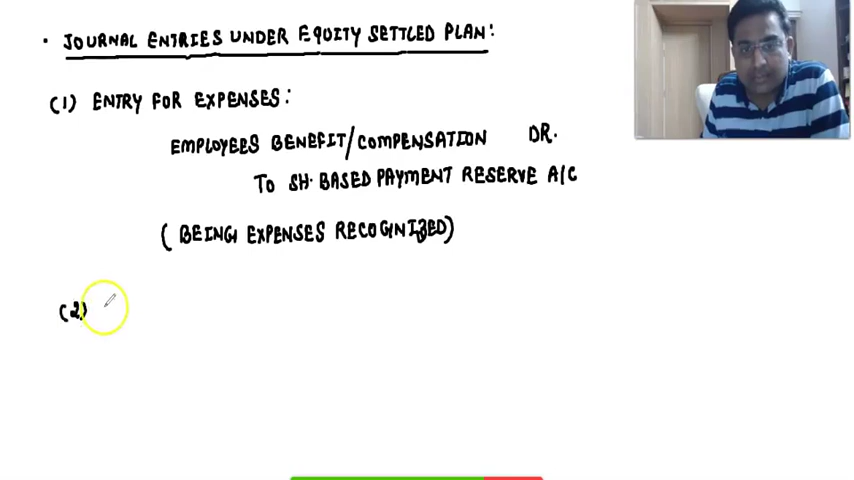 · JOURNAL ENTRIES UNDER EQUITY SETTLED PLAN:
(1) ENTRY FOR EXPENSES:
EMPLOYEES BENEFIT/COMPENSATION DR.
TO SH. BASED PAYMENT RESERVE A/C
(BEING EXPENSES RECOGNIZED)
(2)